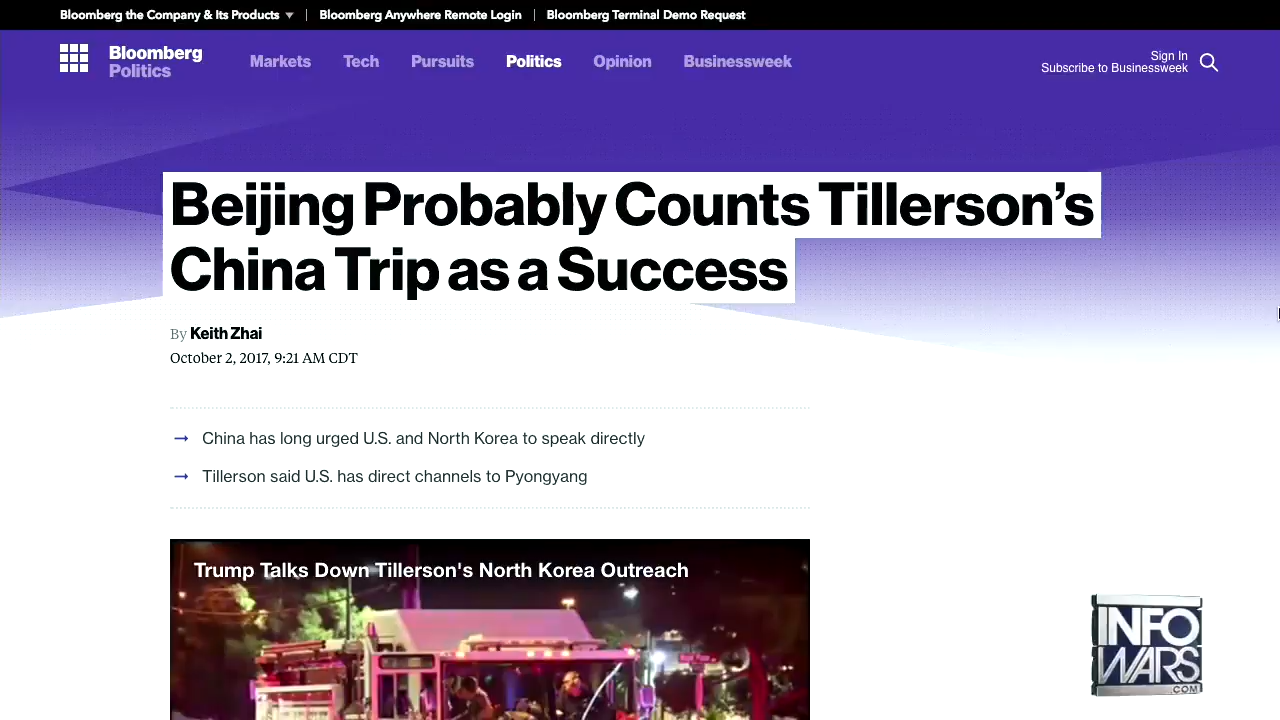 Bloomberg the Company & Its Products
Bloomberg Anywhere Remote Login
Bloomberg Terminal Demo Request
Bloomberg
Politics
Markets
Tech
Pursuits
Politics
Opinion
Businessweek
Sign In
Subscribe to Businessweek
Beijing Probably Counts Tillerson’s
China Trip as a Success
By Keith Zhai
October 2, 2017, 9:21 AM CDT
China has long urged U.S. and North Korea to speak directly
Tillerson said U.S. has direct channels to Pyongyang
Trump Talks Down Tillerson's North Korea Outreach
INFO
WARS
.COM